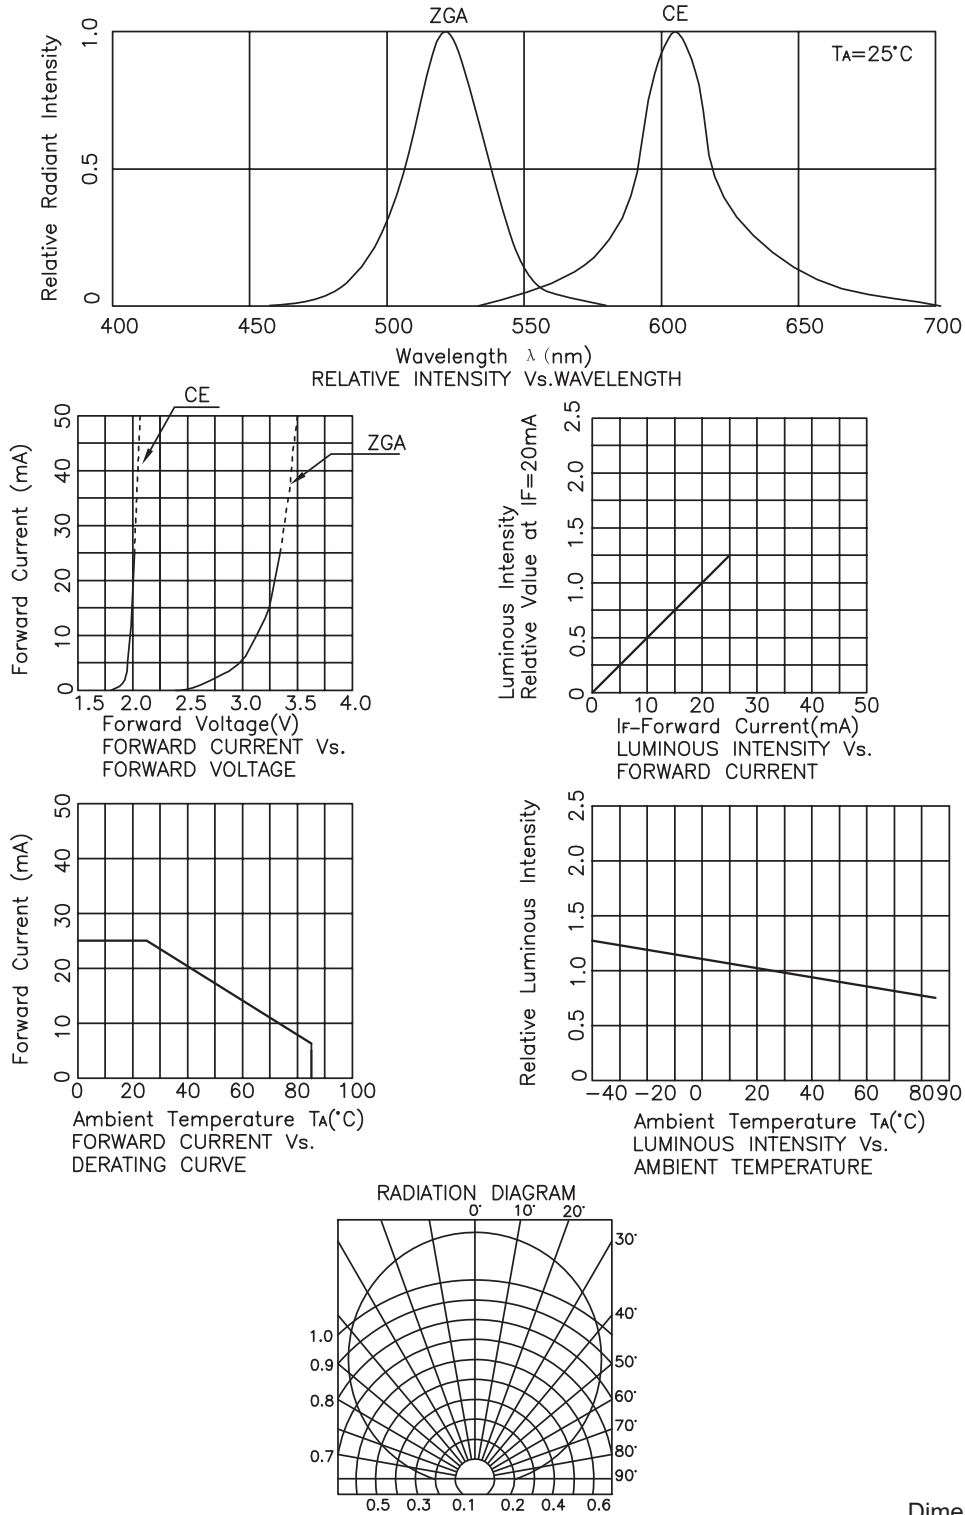 ZGA CE
1.0
TA=25°C
Relative Radiant Intensity
0.5
0
400 450 500 550 600 650 700
Wavelength λ (nm)
RELATIVE INTENSITY Vs.WAVELENGTH
CE
ZGA
50
40
30
20
10
0
Forward Current (mA)
1.5 2.0 2.5 3.0 3.5 4.0
Forward Voltage(V)
FORWARD CURRENT Vs.
FORWARD VOLTAGE
2.5
2.0
1.5
1.0
0.5
0
Luminous Intensity
Relative Value at IF=20mA
0 10 20 30 40 50
IF-Forward Current(mA)
LUMINOUS INTENSITY Vs.
FORWARD CURRENT
50
40
30
20
10
0
Forward Current (mA)
0 20 40 60 80 100
Ambient Temperature TA(°C)
FORWARD CURRENT Vs.
DERATING CURVE
2.5
2.0
1.5
1.0
0.5
0
Relative Luminous Intensity
-40 -20 0 20 40 60 80 90
Ambient Temperature TA(°C)
LUMINOUS INTENSITY Vs.
AMBIENT TEMPERATURE
RADIATION DIAGRAM
0° 10° 20°
30°
40°
1.0
50°
0.9
60°
0.8
70°
80°
0.7
90°
0.5 0.3 0.1 0.2 0.4 0.6